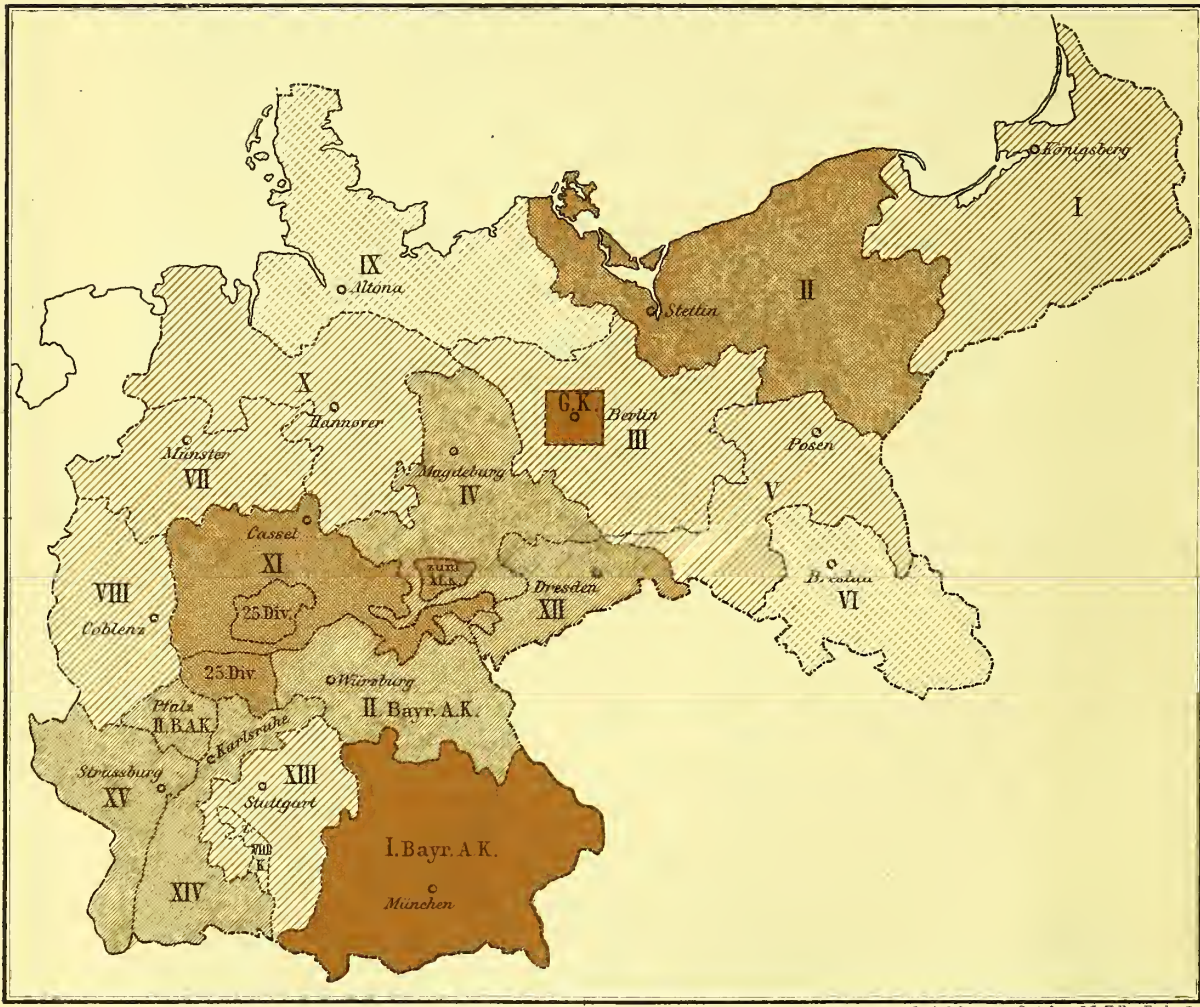 Königsberg
I
IX
Altona
II
Stettin
X
Hannover
G.K.
Berlin
III
Münster
VII
Magdeburg
IV
Posen
V
Cassel
XI
zum
VIII
Coblenz
25.Div.
Dresden
XII
Breslau
VI
25.Div.
Würzburg
II. Bayr. A.K.
Pfalz
II.B.A.K.
Karlsruhe
Strassburg
XV
XIII
Stuttgart
VIII
K.
XIV
I. Bayr. A.K.
München